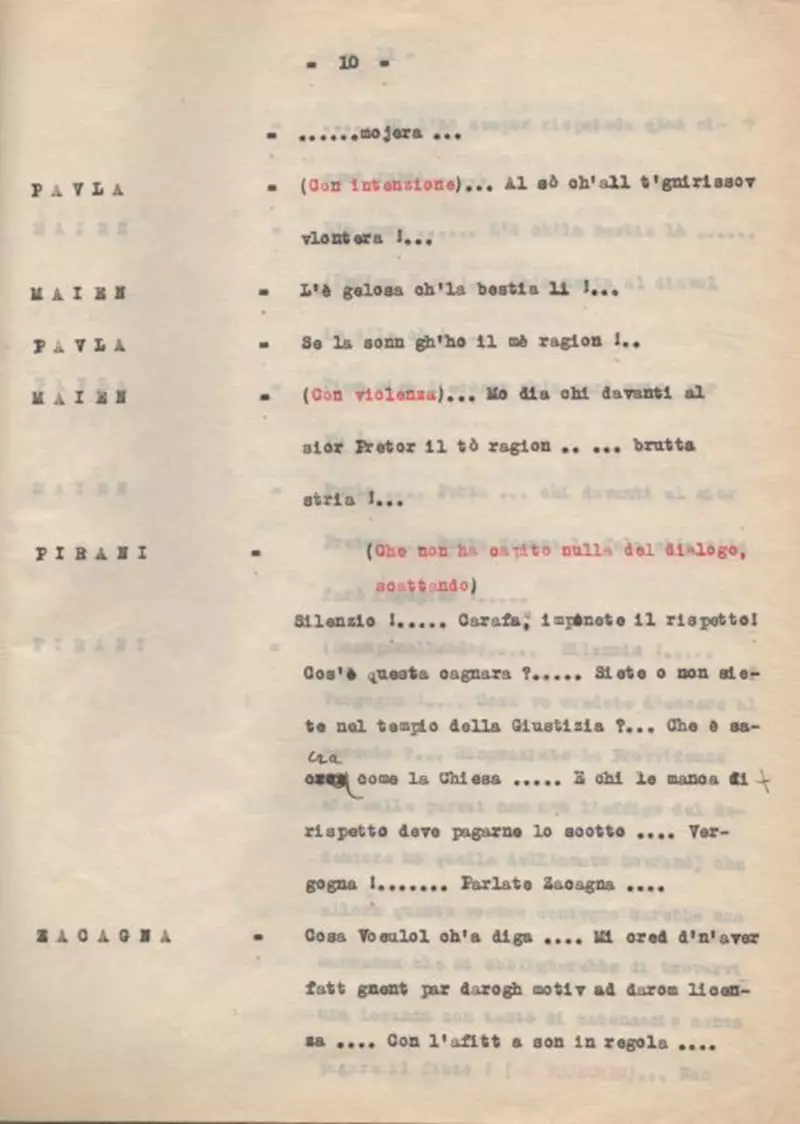 - 10 -
- ......mojera ...
PAVLA - (Con intenzione)... Al sò ch'all t'gnirissov
vlontera !...
MAIEN - L'è gelosa ch'la bestia li !...
PAVLA - Se la sonn gh'ho il mè ragion !..
MAIEN - (Con violenza)... Mo dia chi davanti al
sior Pretor il tò ragion .. ... brutta
stria !...
PIRANI - (Che non ha capito nulla del dialogo,
scattando)
Silenzio !..... Carafa, impònete il rispetto!
Cos'è questa cagnara ?..... Siete o non sie-
te nel tempio della Giustizia ?... Che è sa-
cra
come la Chiesa ..... E chi le manca di
rispetto deve pagarne lo scotto .... Ver-
gogna !....... Parlate Zacagna ....
ZACAGNA - Cosa Voeulol ch'a diga .... Mi cred d'n'aver
fatt gnent par darogh motiv ad darom licen-
za .... Con l'afitt a son in regola ....